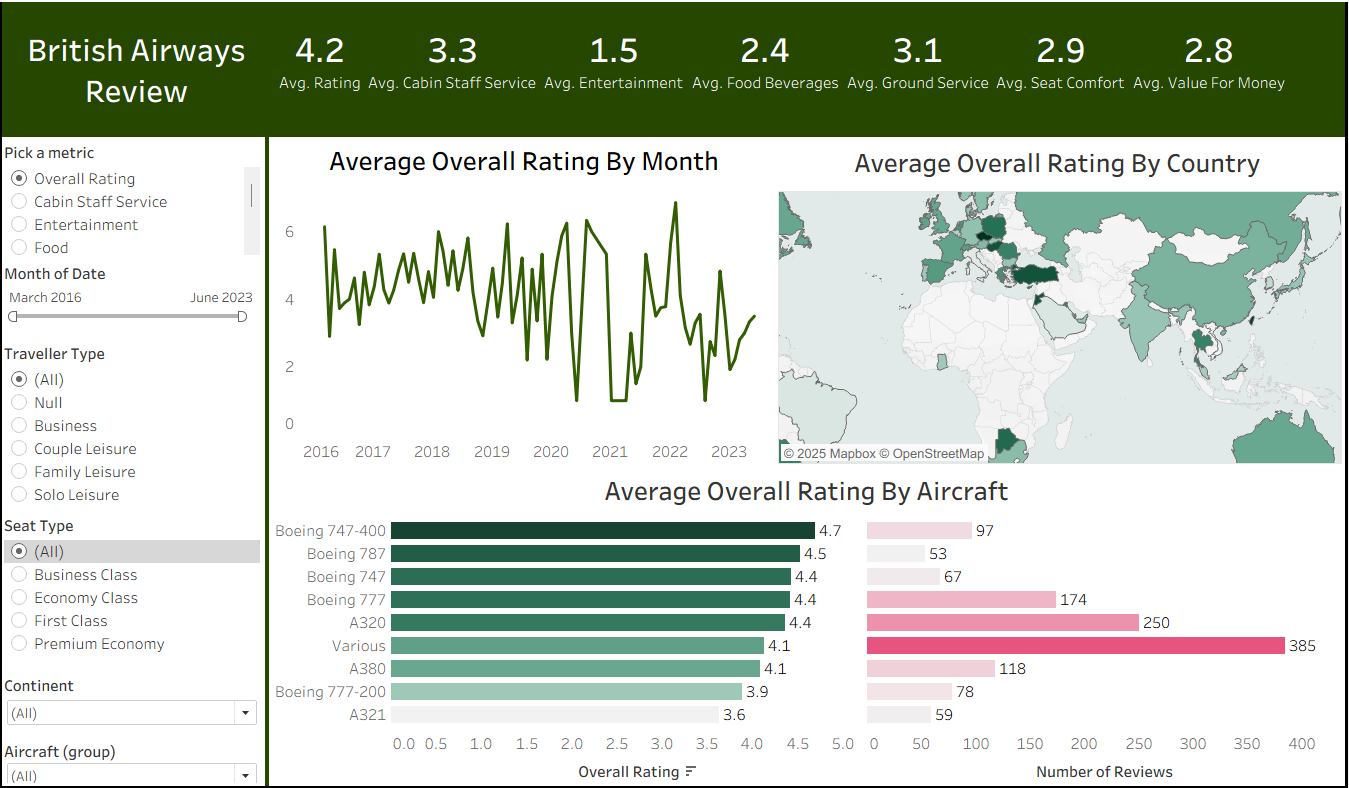 British Airways
Review
4.2 3.3 1.5 2.4 3.1 2.9 2.8
Avg. Rating Avg. Cabin Staff Service Avg. Entertainment Avg. Food Beverages Avg. Ground Service Avg. Seat Comfort Avg. Value For Money
Pick a metric
Overall Rating
Cabin Staff Service
Entertainment
Food
Month of Date
March 2016 June 2023
Traveller Type
(All)
Null
Business
Couple Leisure
Family Leisure
Solo Leisure
Seat Type
(All)
Business Class
Economy Class
First Class
Premium Economy
Continent
(All)
Aircraft (group)
(All)
Average Overall Rating By Month
6
4
2
0
2016 2017 2018 2019 2020 2021 2022 2023
Average Overall Rating By Country
© 2025 Mapbox © OpenStreetMap
Average Overall Rating By Aircraft
Boeing 747-400 4.7 97
Boeing 787 4.5 53
Boeing 747 4.4 67
Boeing 777 4.4 174
A320 4.4 250
Various 4.1 385
A380 4.1 118
Boeing 777-200 3.9 78
A321 3.6 59
0.0 0.5 1.0 1.5 2.0 2.5 3.0 3.5 4.0 4.5 5.0 0 50 100 150 200 250 300 350 400
Overall Rating Number of Reviews